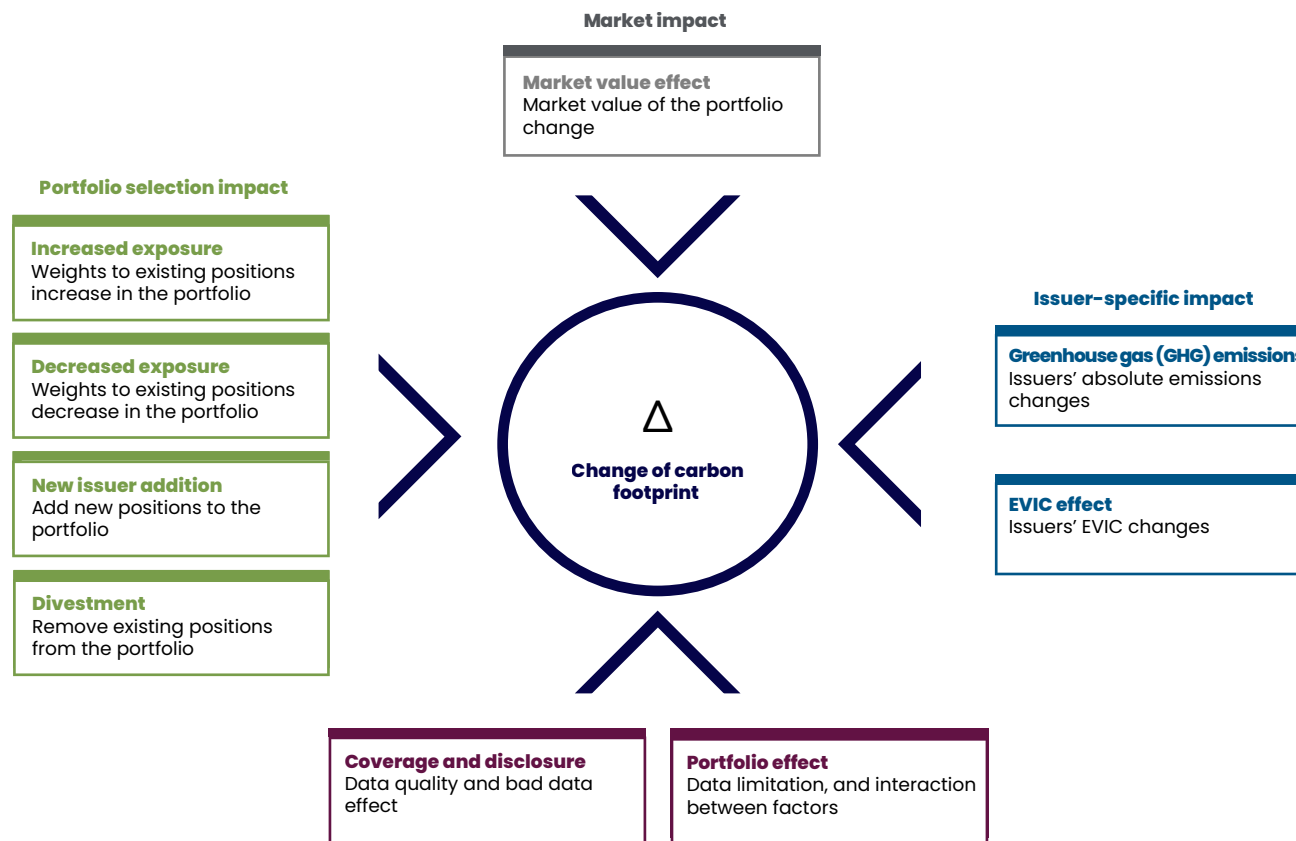 Market impact
Market value effect
Market value of the portfolio
change
Portfolio selection impact
Increased exposure
Weights to existing positions
increase in the portfolio
Decreased exposure
Weights to existing positions
decrease in the portfolio
New issuer addition
Add new positions to the
portfolio
Divestment
Remove existing positions
from the portfolio
Δ
Change of carbon
footprint
Issuer-specific impact
Greenhouse gas (GHG) emissions
Issuers’ absolute emissions
changes
EVIC effect
Issuers’ EVIC changes
Coverage and disclosure
Data quality and bad data
effect
Portfolio effect
Data limitation, and interaction
between factors